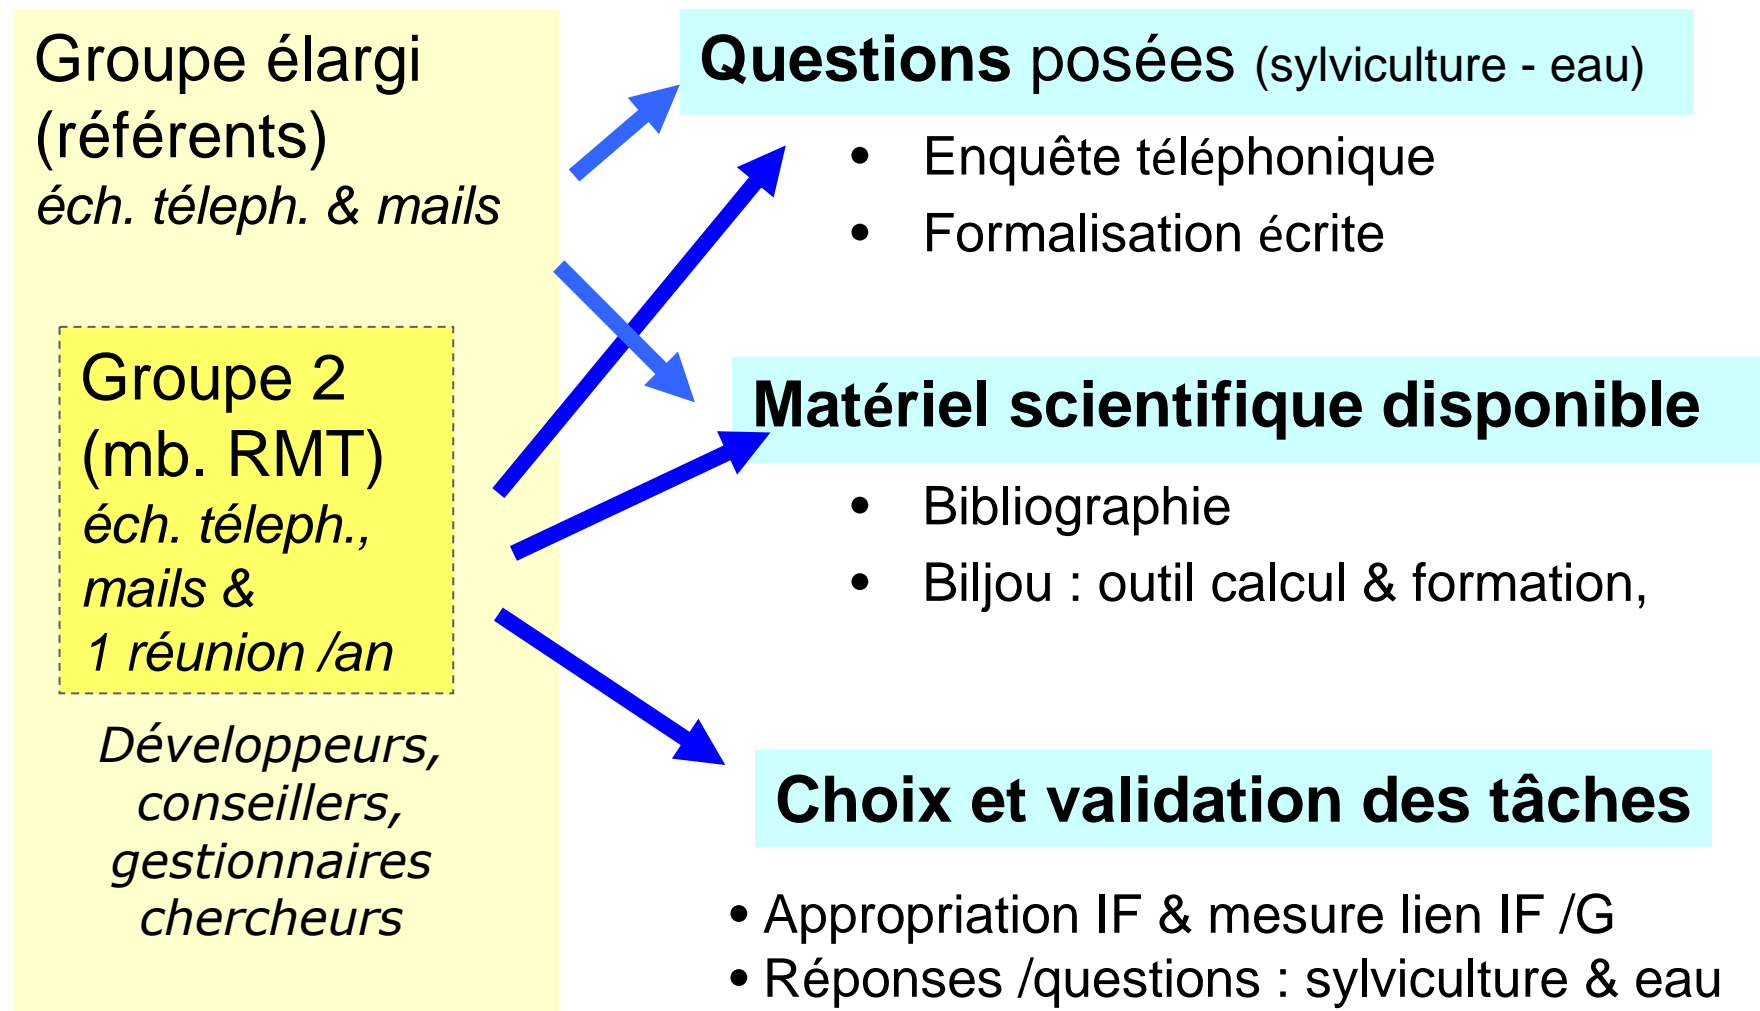 Groupe élargi
(référents)
éch. téleph. & mails
Groupe 2
(mb. RMT)
éch. téleph.,
mails &
1 réunion /an
Développeurs,
conseillers,
gestionnaires
chercheurs
Questions posées (sylviculture - eau)
• Enquête téléphonique
• Formalisation écrite
Matériel scientifique disponible
• Bibliographie
• Biljou : outil calcul & formation,
Choix et validation des tâches
• Appropriation IF & mesure lien IF /G
• Réponses /questions : sylviculture & eau